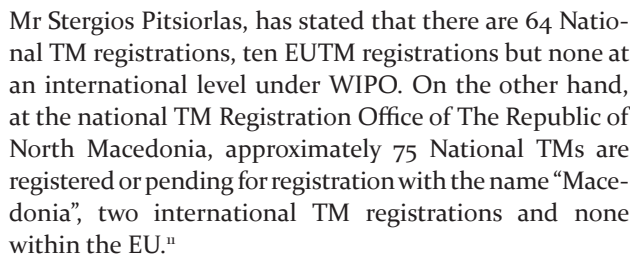 Mr Stergios Pitsiorlas, has stated that there are 64 Natio-
nal TM registrations, ten EUTM registrations but none at
an international level under WIPO. On the other hand,
at the national TM Registration Office of The Republic of
North Macedonia, approximately 75 National TMs are
registered or pending for registration with the name “Mace-
donia”, two international TM registrations and none
within the EU.¹¹